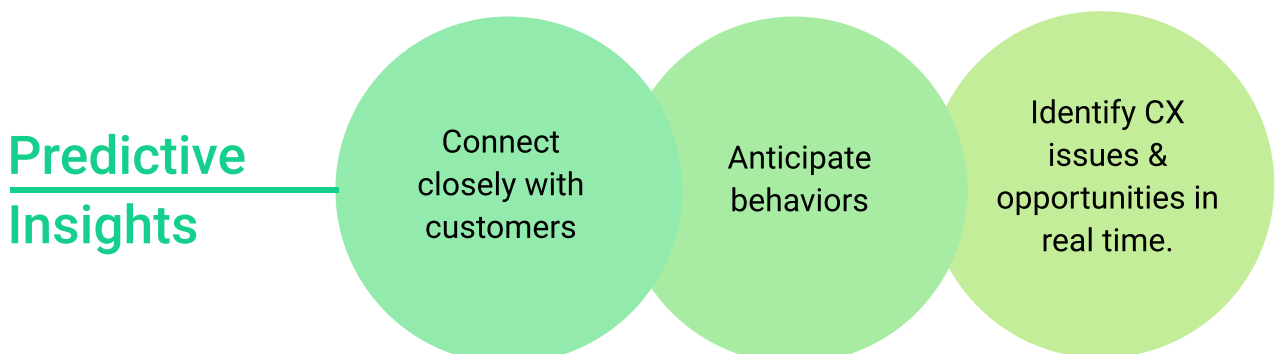 Predictive
Insights
Connect
closely with
customers
Anticipate
behaviors
Identify CX
issues &
opportunities in
real time.